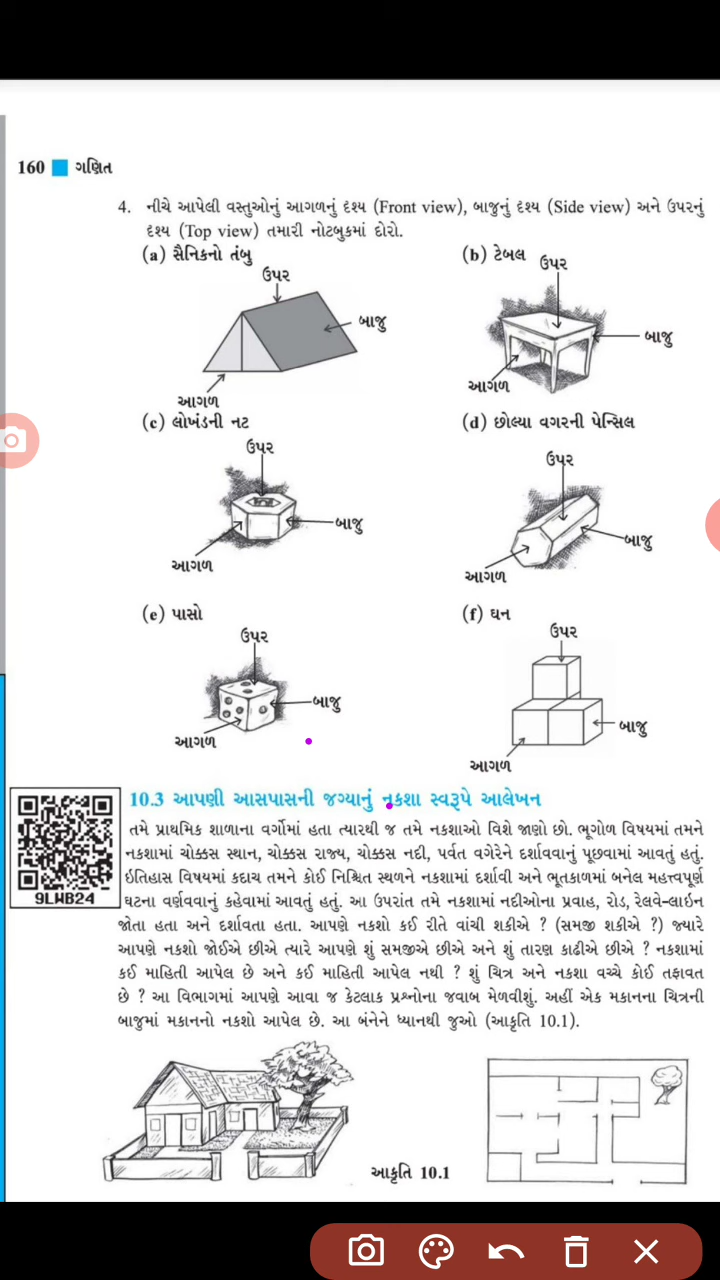 160 ગણિત
4. નીચે આપેલી વસ્તુઓનું આગળનું દૃશ્ય (Front view), બાજુનું દૃશ્ય (Side view) અને ઉપરનું
દૃશ્ય (Top view) તમારી નોટબુકમાં દોરો.
(a) સૈનિકનો તંબુ
ઉપર
બાજુ
આગળ
(b) ટેબલ
ઉપર
બાજુ
આગળ
(c) લોખંડની નટ
ઉપર
બાજુ
આગળ
(d) છોલ્યા વગરની પેન્સિલ
ઉપર
બાજુ
આગળ
(e) પાસો
ઉપર
બાજુ
આગળ
(f) ઘન
ઉપર
બાજુ
આગળ
9LWB24
10.3 આપણી આસપાસની જગ્યાનું નકશા સ્વરૂપે આલેખન
તમે પ્રાથમિક શાળાના વર્ગોમાં હતા ત્યારથી જ તમે નકશાઓ વિશે જાણો છો. ભૂગોળ વિષયમાં તમને
નકશામાં ચોક્કસ સ્થાન, ચોક્કસ રાજ્ય, ચોક્કસ નદી, પર્વત વગેરેને દર્શાવવાનું પૂછવામાં આવતું હતું.
ઇતિહાસ વિષયમાં કદાચ તમને કોઈ નિશ્ચિત સ્થળને નકશામાં દર્શાવી અને ભૂતકાળમાં બનેલ મહત્ત્વપૂર્ણ
ઘટના વર્ણવવાનું કહેવામાં આવતું હતું. આ ઉપરાંત તમે નકશામાં નદીઓના પ્રવાહ, રોડ, રેલવે-લાઇન
જોતા હતા અને દર્શાવતા હતા. આપણે નકશો કઈ રીતે વાંચી શકીએ ? (સમજી શકીએ ?) જ્યારે
આપણે નકશો જોઈએ છીએ ત્યારે આપણે શું સમજીએ છીએ અને શું તારણ કાઢીએ છીએ ? નકશામાં
કઈ માહિતી આપેલ છે અને કઈ માહિતી આપેલ નથી ? શું ચિત્ર અને નકશા વચ્ચે કોઈ તફાવત
છે ? આ વિભાગમાં આપણે આવા જ કેટલાક પ્રશ્નોના જવાબ મેળવીશું. અહીં એક મકાનના ચિત્રની
બાજુમાં મકાનનો નકશો આપેલ છે. આ બંનેને ધ્યાનથી જુઓ (આકૃતિ 10.1).
આકૃતિ 10.1